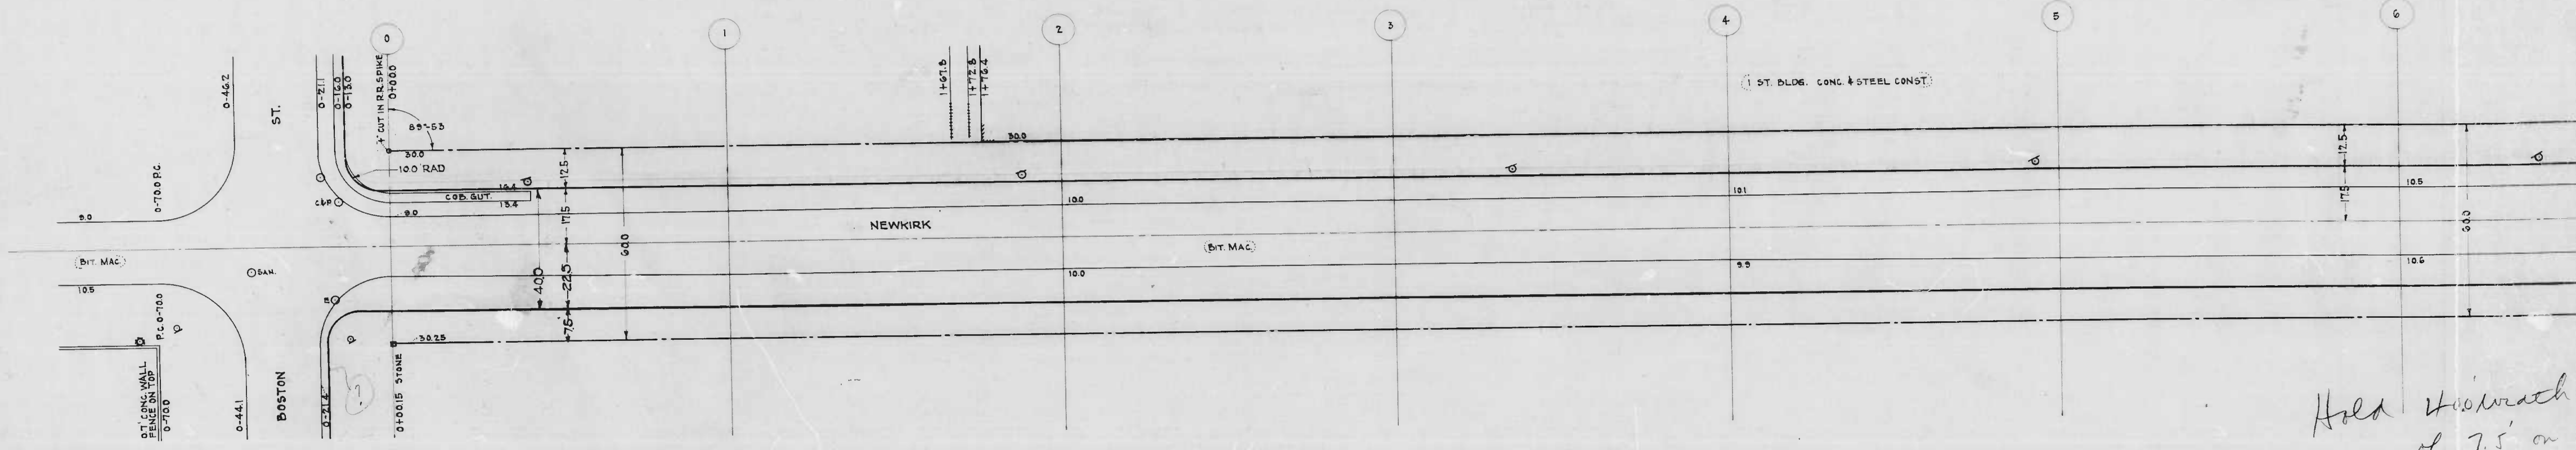 0
1
2
3
4
5
6
0-46.2
ST.
0-21.1
0-16.0
0-13.0
"+" CUT IN R.R. SPIKE
0+00.0
89°-53
30.0
10.0' RAD
1+67.8
1+72.8
1+76.4
30.0
1 ST. BLDG. CONC. & STEEL CONST.
12.5
12.5
0-70.0 P.C.
9.0
9.0
COB. GUT.
13.4
10.0
10.1
10.5
17.5
17.5
60.0
60.0
NEWKIRK
(BIT. MAC)
(BIT. MAC)
SAN.
10.5
40.0
22.5
10.0
9.9
10.6
P.C. 0-70.0
7.5'
30.25
0+00.15 STONE
0.7' CONC. WALL
FENCE ON TOP
0-70.0
0-44.1
BOSTON
0-21.4
?
Hold
of 7.5' on